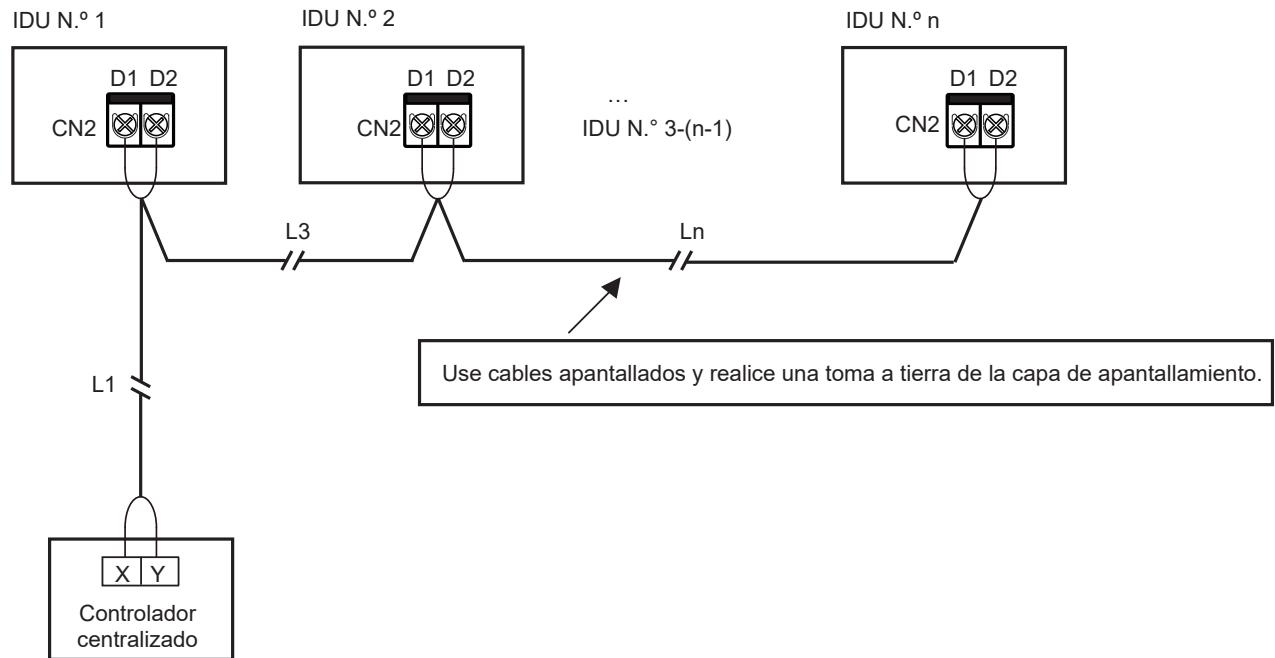 IDU N.º 1
IDU N.º 2
IDU N.º n
D1 D2
D1 D2
D1 D2
CN2
CN2
CN2
...
IDU N.° 3-(n-1)
L3
Ln
L1
Use cables apantallados y realice una toma a tierra de la capa de apantallamiento.
X Y
Controlador
centralizado